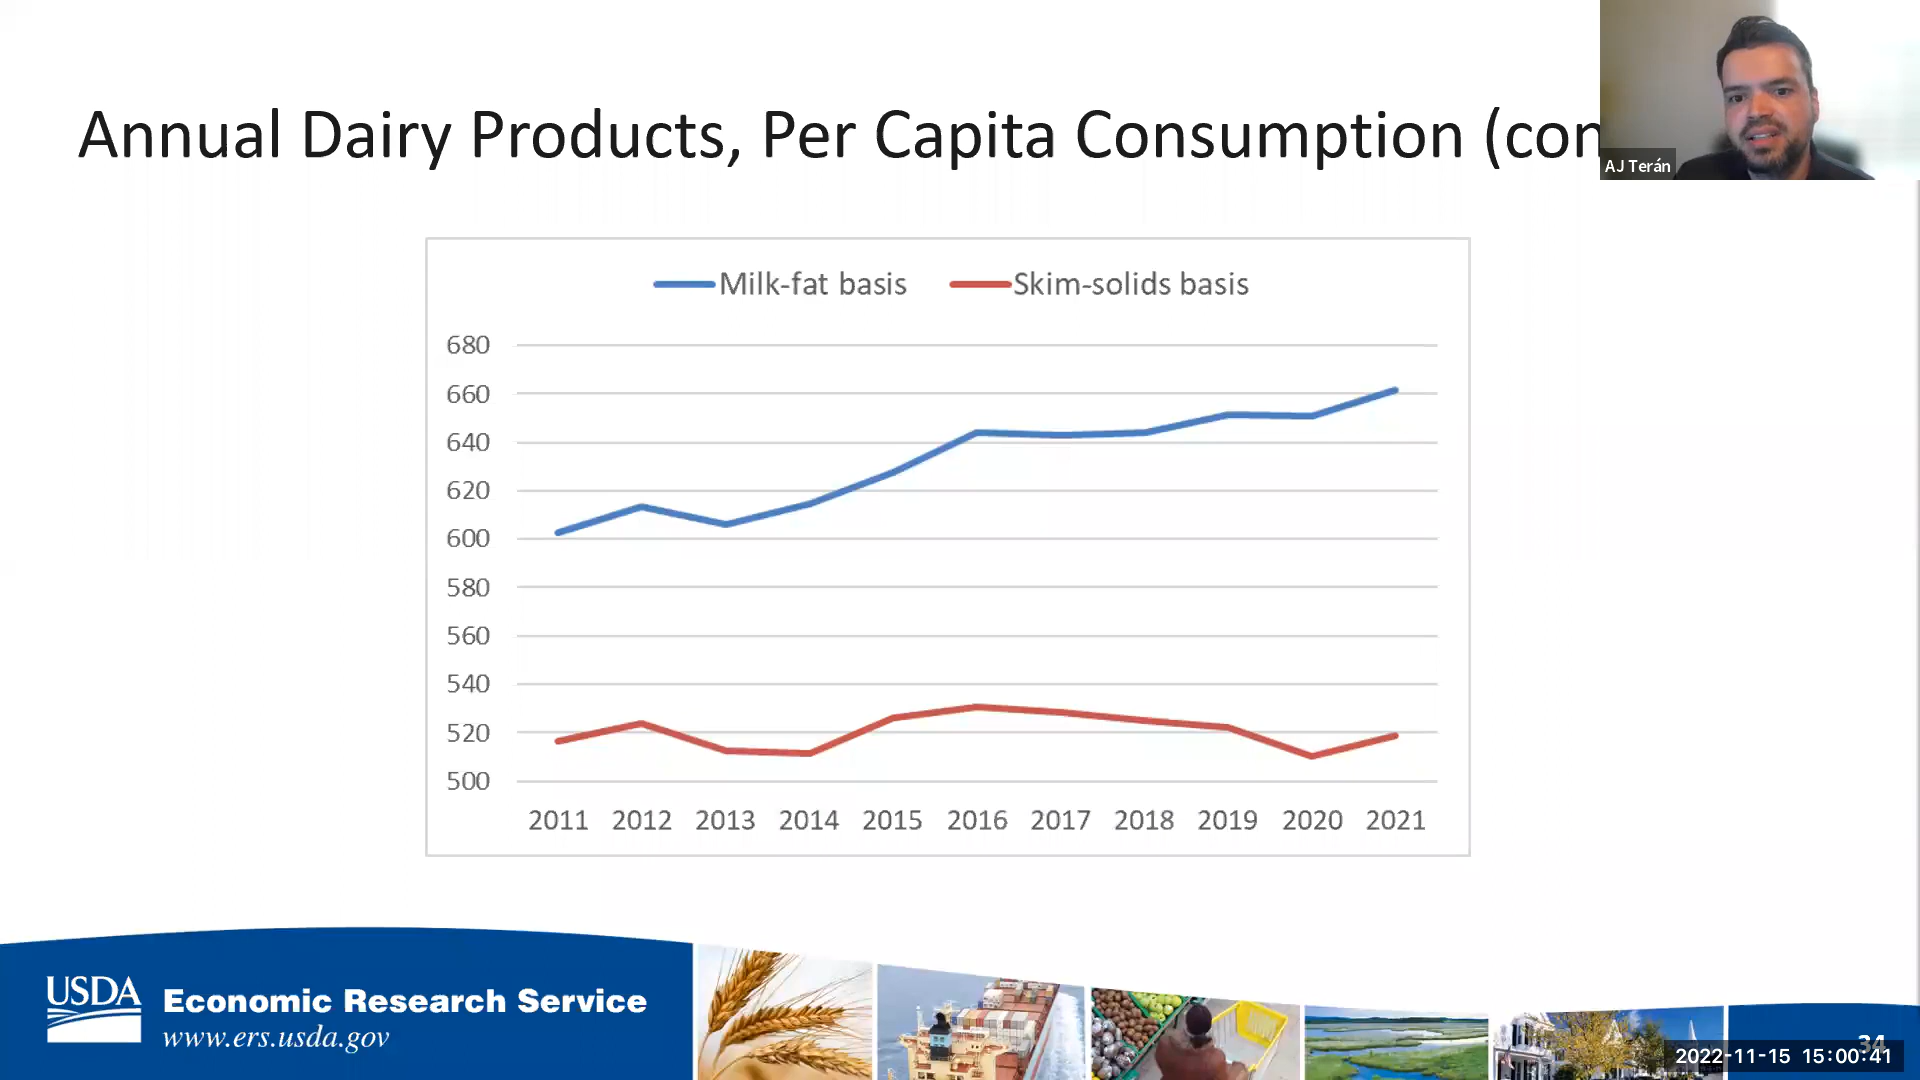 Annual Dairy Products, Per Capita Consumption (con
AJ Terán
Milk-fat basis Skim-solids basis
680
660
640
620
600
580
560
540
520
500
2011 2012 2013 2014 2015 2016 2017 2018 2019 2020 2021
USDA Economic Research Service
www.ers.usda.gov
34
2022-11-15 15:00:41